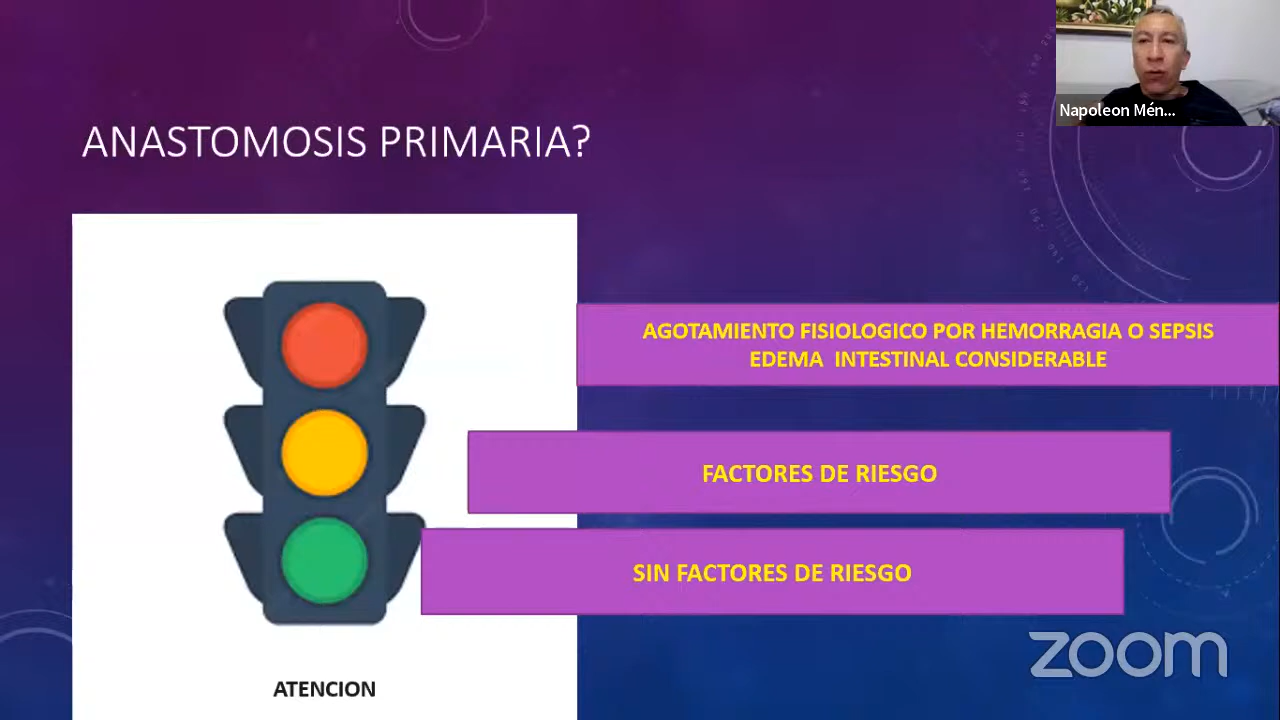 Napoleon Mén...
ANASTOMOSIS PRIMARIA?
AGOTAMIENTO FISIOLOGICO POR HEMORRAGIA O SEPSIS
EDEMA INTESTINAL CONSIDERABLE
FACTORES DE RIESGO
SIN FACTORES DE RIESGO
ATENCION
zoom